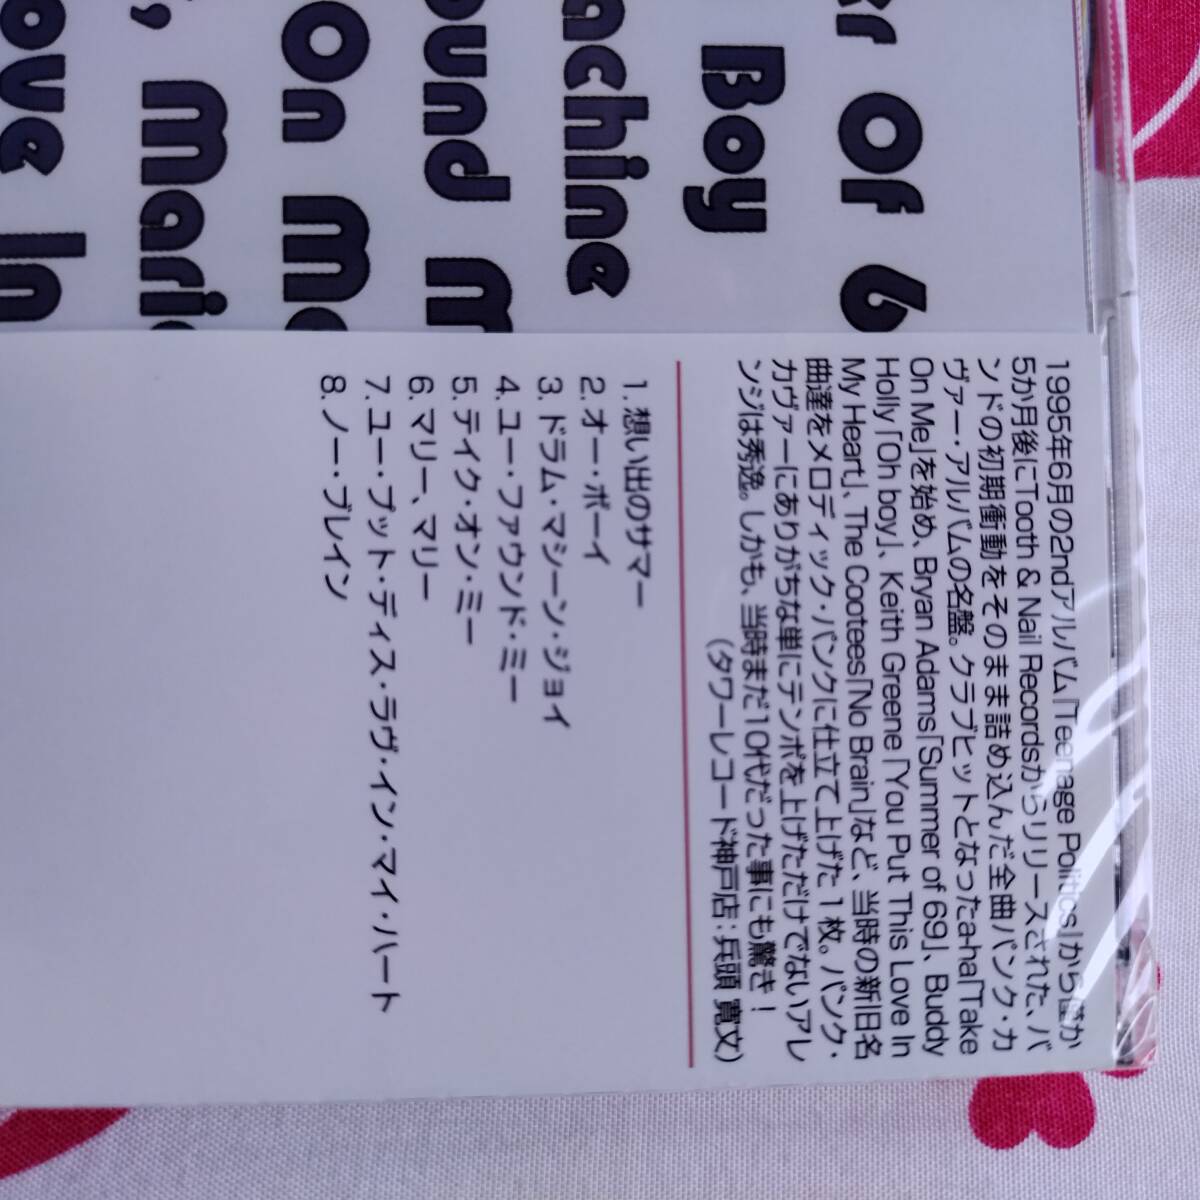 er Of 6
Boy
achine
ound M
On Me
, Mari
ove In
1995年6月の2ndアルバム「Teenage Politics」から僅か
5か月後にTooth & Nail Recordsからリリースされた、バ
ンドの初期衝動をそのまま詰め込んだ全曲パンク・カ
ヴァー・アルバムの名盤。クラブヒットとなったa-ha「Take
On Me」を始め、Bryan Adams「Summer of 69」、Buddy
Holly「Oh boy」、Keith Greene「You Put This Love In
My Heart」、The Cootees「No Brain」など、当時の新旧名
曲達をメロディック・パンクに仕立て上げた1枚。パンク・
カヴァーにありがちな単にテンポを上げただけでないアレ
ンジは秀逸。しかも、当時まだ10代だった事にも驚き!
(タワーレコード神戸店:兵頭 寛文)
1. 想い出のサマー
2. オー・ボーイ
3. ドラム・マシーン・ジョイ
4. ユー・ファウンド・ミー
5. テイク・オン・ミー
6. マリー、マリー
7. ユー・プット・ディス・ラヴ・イン・マイ・ハート
8. ノー・ブレイン